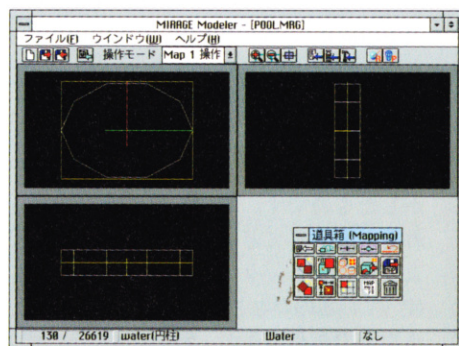 MIRAGE Modeler - [POOL.MRG]
ファイル(F) ウインドウ(W) ヘルプ(H)
操作モード Map 1 操作
道具箱 (Mapping)
130 / 26619 water(円柱) Water なし